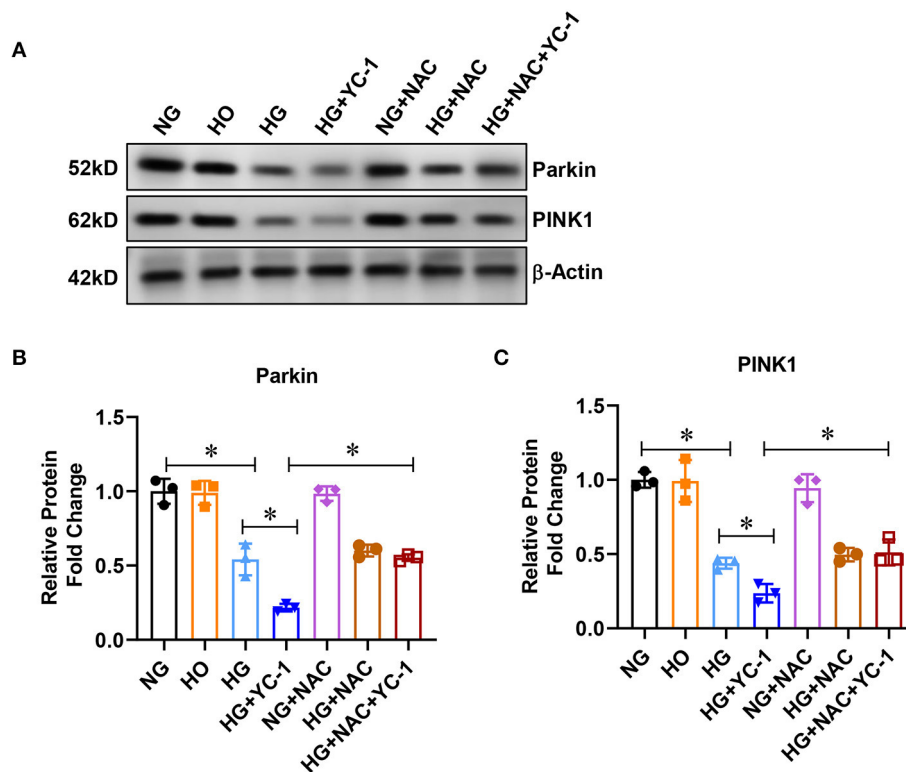 A
NG HO HG HG+YC-1 NG+NAC HG+NAC HG+NAC+YC-1
52kD Parkin
62kD PINK1
42kD β-Actin
B
Parkin
Relative Protein
Fold Change
1.5
1.0
0.5
0.0
* * *
NG HO HG HG+YC-1 NG+NAC HG+NAC HG+NAC+YC-1
C
PINK1
Relative Protein
Fold Change
1.5
1.0
0.5
0.0
* * *
NG HO HG HG+YC-1 NG+NAC HG+NAC HG+NAC+YC-1